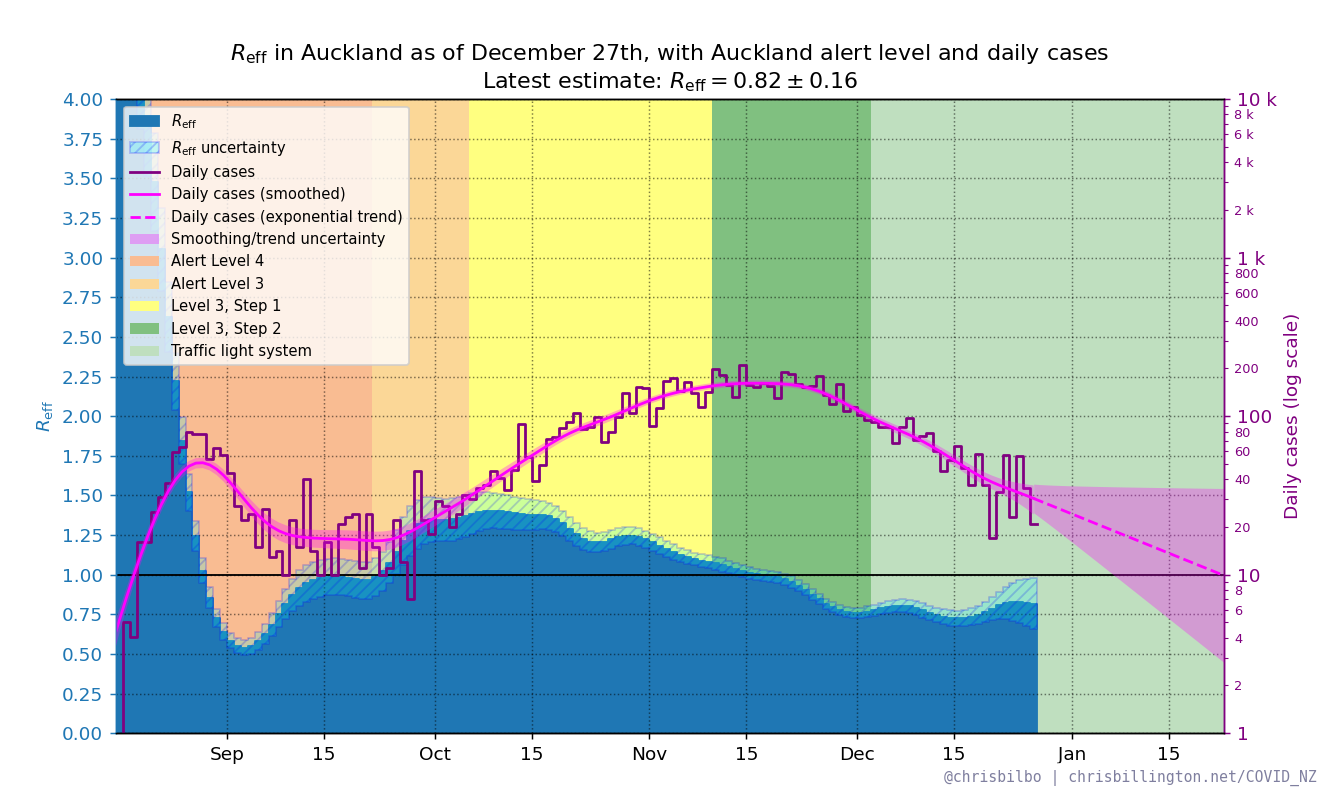 Reff in Auckland as of December 27th, with Auckland alert level and daily cases
Latest estimate: Reff = 0.82 ± 0.16
Reff
Reff uncertainty
Daily cases
Daily cases (smoothed)
Daily cases (exponential trend)
Smoothing/trend uncertainty
Alert Level 4
Alert Level 3
Level 3, Step 1
Level 3, Step 2
Traffic light system
4.00
3.75
3.50
3.25
3.00
2.75
2.50
2.25
2.00
1.75
1.50
1.25
1.00
0.75
0.50
0.25
0.00
Reff
10 k
8 k
6 k
4 k
2 k
1 k
800
600
400
200
100
80
60
40
20
10
8
6
4
2
1
Daily cases (log scale)
Sep 15 Oct 15 Nov 15 Dec 15 Jan 15
@chrisbilbo | chrisbillington.net/COVID_NZ